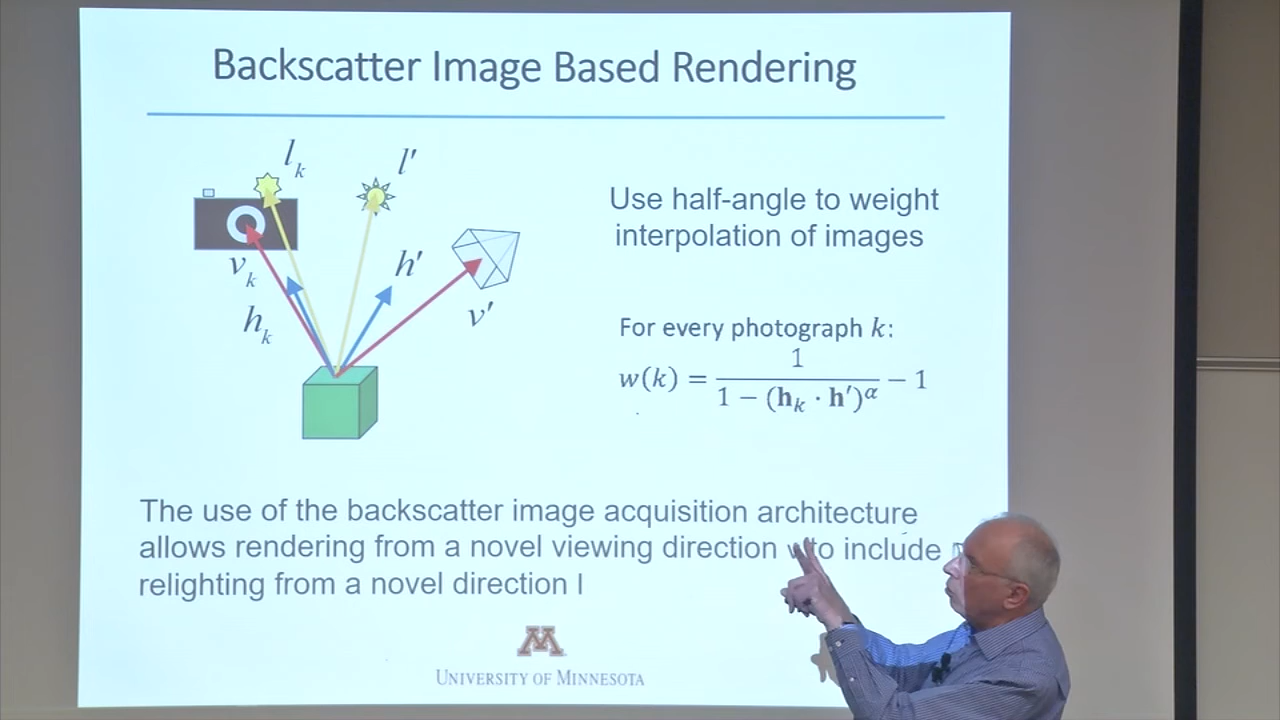 Backscatter Image Based Rendering
l_k
l'
v_k
h'
h_k
v'
Use half-angle to weight
interpolation of images
For every photograph k:
w(k) = 1 / (1 − (h_k · h')^α) − 1
The use of the backscatter image acquisition architecture
allows rendering from a novel viewing direction to include
relighting from a novel direction l
M
UNIVERSITY OF MINNESOTA